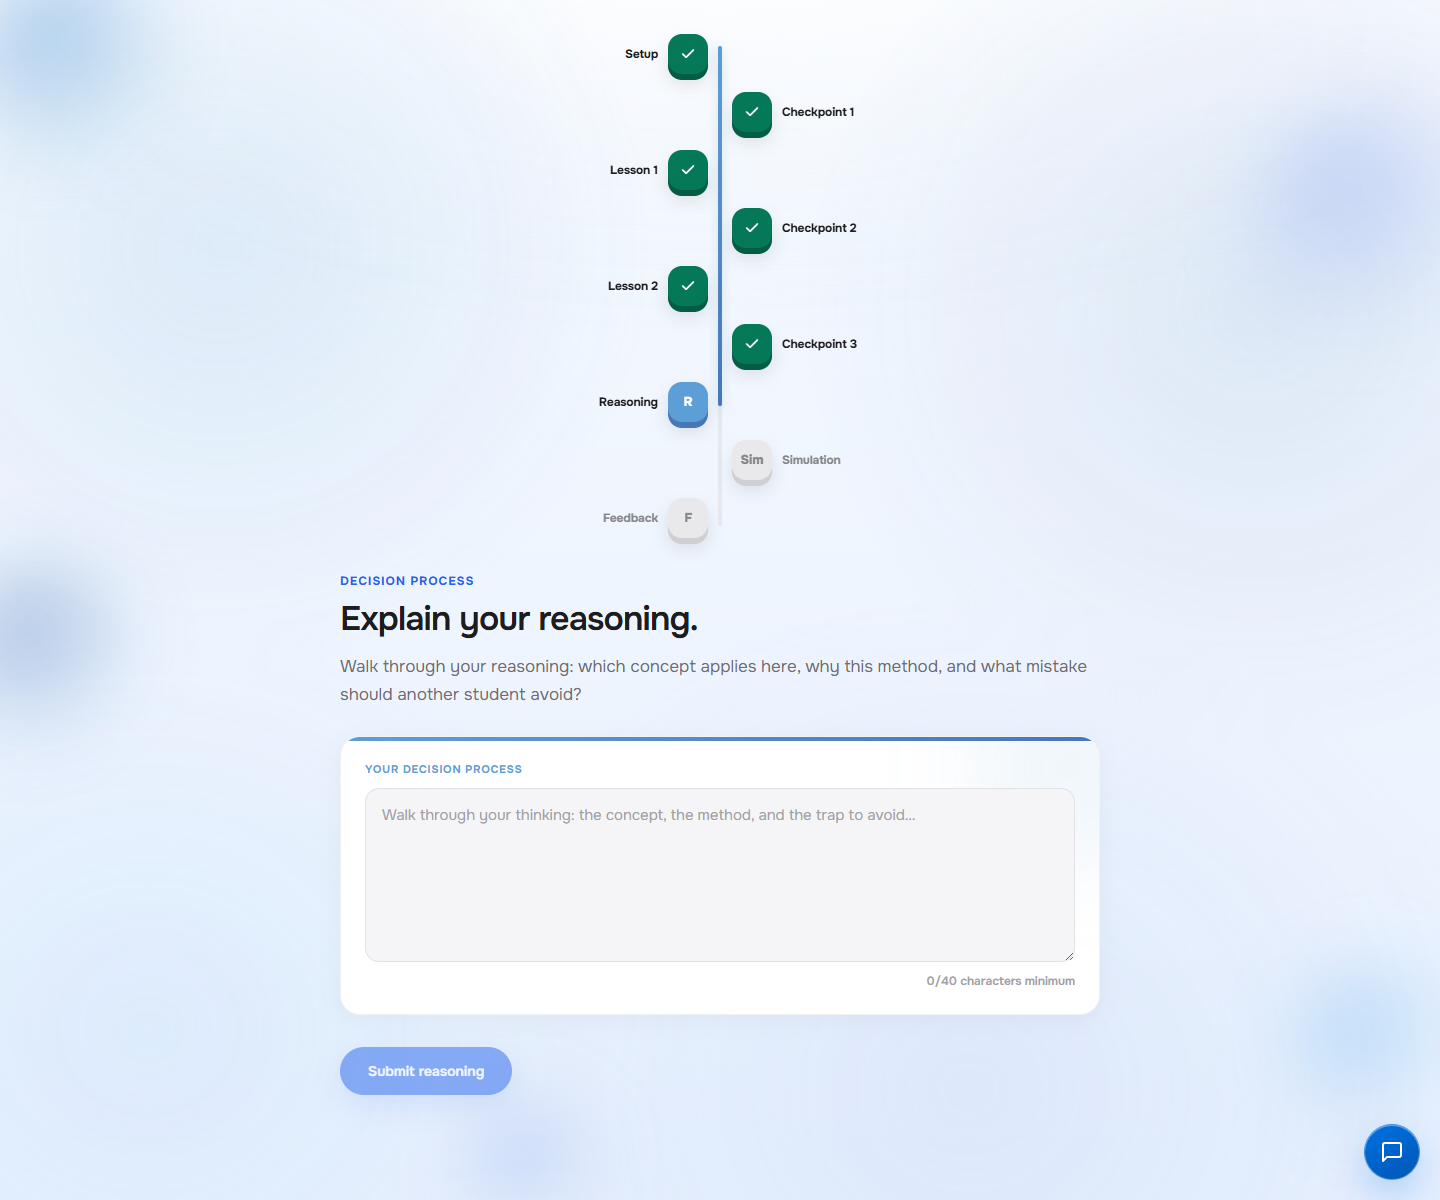 Setup
Checkpoint 1
Lesson 1
Checkpoint 2
Lesson 2
Checkpoint 3
Reasoning R
Sim Simulation
Feedback F
DECISION PROCESS
Explain your reasoning.
Walk through your reasoning: which concept applies here, why this method, and what mistake
should another student avoid?
YOUR DECISION PROCESS
Walk through your thinking: the concept, the method, and the trap to avoid...
0/40 characters minimum
Submit reasoning